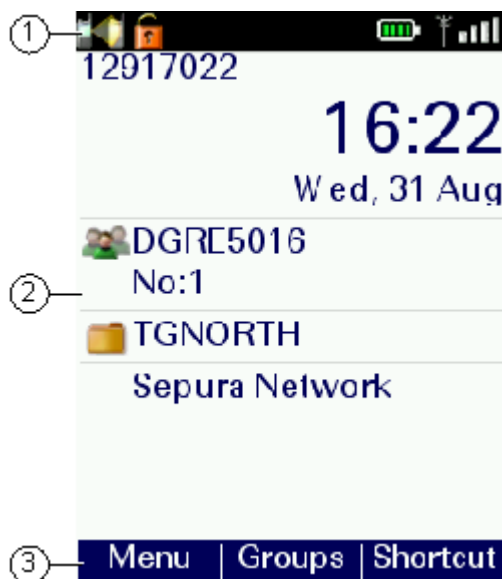 1
12917022
16:22
Wed, 31 Aug
DGRE5016
2
No:1
TGNORTH
Sepura Network
3
Menu Groups Shortcut